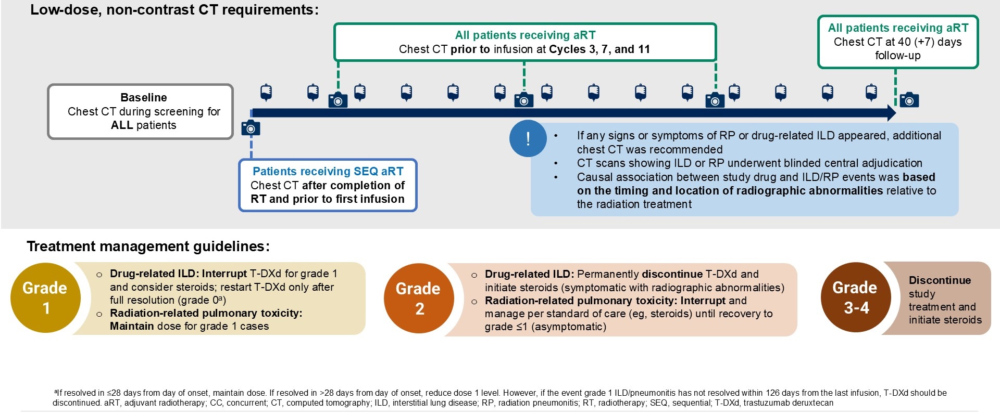 Low-dose, non-contrast CT requirements:
All patients receiving aRT
Chest CT prior to infusion at Cycles 3, 7, and 11
All patients receiving aRT
Chest CT at 40 (+7) days
follow-up
Baseline
Chest CT during screening for
ALL patients
Patients receiving SEQ aRT
Chest CT after completion of
RT and prior to first infusion
!
• If any signs or symptoms of RP or drug-related ILD appeared, additional
chest CT was recommended
• CT scans showing ILD or RP underwent blinded central adjudication
• Causal association between study drug and ILD/RP events was based
on the timing and location of radiographic abnormalities relative to
the radiation treatment
Treatment management guidelines:
Grade
1
o Drug-related ILD: Interrupt T-DXd for grade 1
and consider steroids; restart T-DXd only after
full resolution (grade 0ᵃ)
o Radiation-related pulmonary toxicity:
Maintain dose for grade 1 cases
Grade
2
o Drug-related ILD: Permanently discontinue T-DXd and
initiate steroids (symptomatic with radiographic abnormalities)
o Radiation-related pulmonary toxicity: Interrupt and
manage per standard of care (eg, steroids) until recovery to
grade ≤1 (asymptomatic)
Grade
3-4
Discontinue
study
treatment and
initiate steroids
ᵃIf resolved in ≤28 days from day of onset, maintain dose. If resolved in >28 days from day of onset, reduce dose 1 level. However, if the event grade 1 ILD/pneumonitis has not resolved within 126 days from the last infusion, T-DXd should be
discontinued. aRT, adjuvant radiotherapy; CC, concurrent; CT, computed tomography; ILD, interstitial lung disease; RP, radiation pneumonitis; RT, radiotherapy; SEQ, sequential; T-DXd, trastuzumab deruxtecan